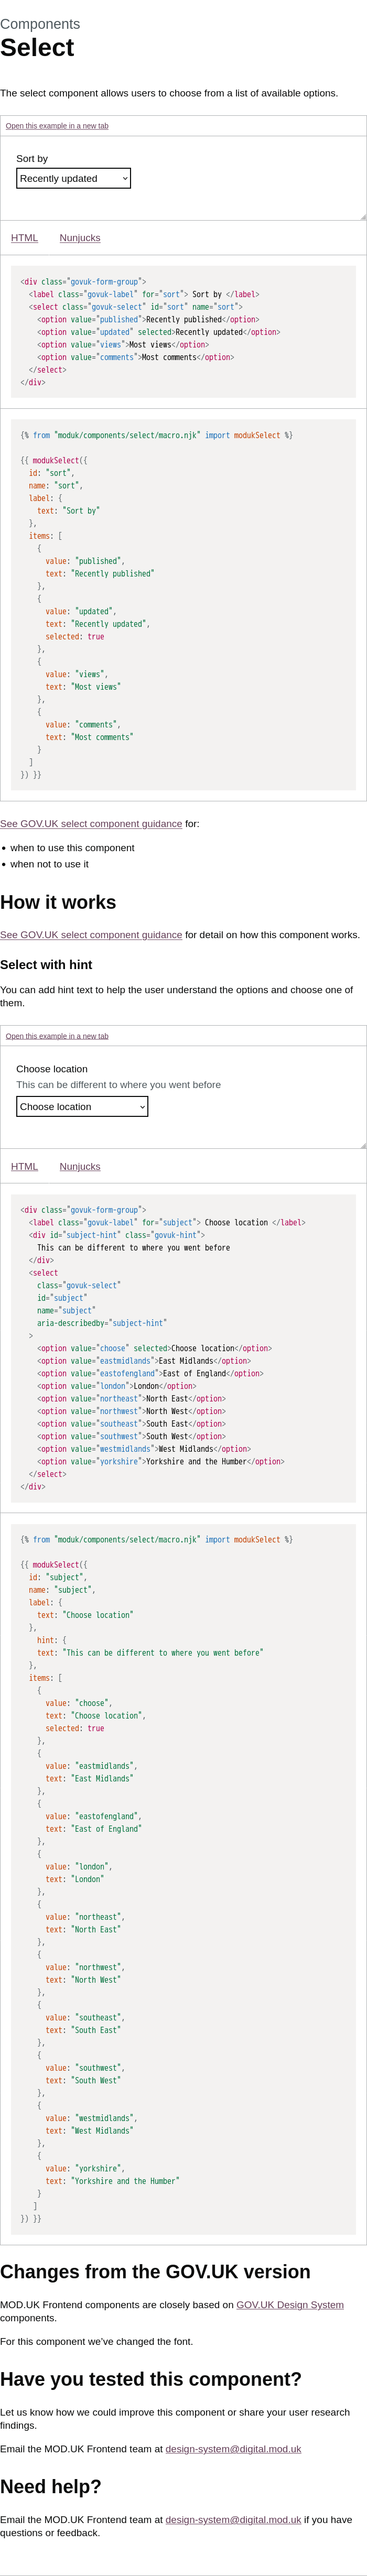 Components
Select
The select component allows users to choose from a list of available options.
Open this example in a new tab
Sort by
Recently updated
HTML
Nunjucks
<div class="govuk-form-group">
  <label class="govuk-label" for="sort"> Sort by </label>
  <select class="govuk-select" id="sort" name="sort">
    <option value="published">Recently published</option>
    <option value="updated" selected>Recently updated</option>
    <option value="views">Most views</option>
    <option value="comments">Most comments</option>
  </select>
</div>
{% from "moduk/components/select/macro.njk" import modukSelect %}
{{ modukSelect({
  id: "sort",
  name: "sort",
  label: {
    text: "Sort by"
  },
  items: [
    {
      value: "published",
      text: "Recently published"
    },
    {
      value: "updated",
      text: "Recently updated",
      selected: true
    },
    {
      value: "views",
      text: "Most views"
    },
    {
      value: "comments",
      text: "Most comments"
    }
  ]
}) }}
See GOV.UK select component guidance for:
• when to use this component
• when not to use it
How it works
See GOV.UK select component guidance for detail on how this component works.
Select with hint
You can add hint text to help the user understand the options and choose one of
them.
Open this example in a new tab
Choose location
This can be different to where you went before
Choose location
HTML
Nunjucks
<div class="govuk-form-group">
  <label class="govuk-label" for="subject"> Choose location </label>
  <div id="subject-hint" class="govuk-hint">
    This can be different to where you went before
  </div>
  <select
    class="govuk-select"
    id="subject"
    name="subject"
    aria-describedby="subject-hint"
  >
    <option value="choose" selected>Choose location</option>
    <option value="eastmidlands">East Midlands</option>
    <option value="eastofengland">East of England</option>
    <option value="london">London</option>
    <option value="northeast">North East</option>
    <option value="northwest">North West</option>
    <option value="southeast">South East</option>
    <option value="southwest">South West</option>
    <option value="westmidlands">West Midlands</option>
    <option value="yorkshire">Yorkshire and the Humber</option>
  </select>
</div>
{% from "moduk/components/select/macro.njk" import modukSelect %}
{{ modukSelect({
  id: "subject",
  name: "subject",
  label: {
    text: "Choose location"
  },
    hint: {
    text: "This can be different to where you went before"
  },
  items: [
    {
      value: "choose",
      text: "Choose location",
      selected: true
    },
    {
      value: "eastmidlands",
      text: "East Midlands"
    },
    {
      value: "eastofengland",
      text: "East of England"
    },
    {
      value: "london",
      text: "London"
    },
    {
      value: "northeast",
      text: "North East"
    },
    {
      value: "northwest",
      text: "North West"
    },
    {
      value: "southeast",
      text: "South East"
    },
    {
      value: "southwest",
      text: "South West"
    },
    {
      value: "westmidlands",
      text: "West Midlands"
    },
    {
      value: "yorkshire",
      text: "Yorkshire and the Humber"
    }
   ]
}) }}
Changes from the GOV.UK version
MOD.UK Frontend components are closely based on GOV.UK Design System
components.
For this component we've changed the font.
Have you tested this component?
Let us know how we could improve this component or share your user research
findings.
Email the MOD.UK Frontend team at design-system@digital.mod.uk
Need help?
Email the MOD.UK Frontend team at design-system@digital.mod.uk if you have
questions or feedback.